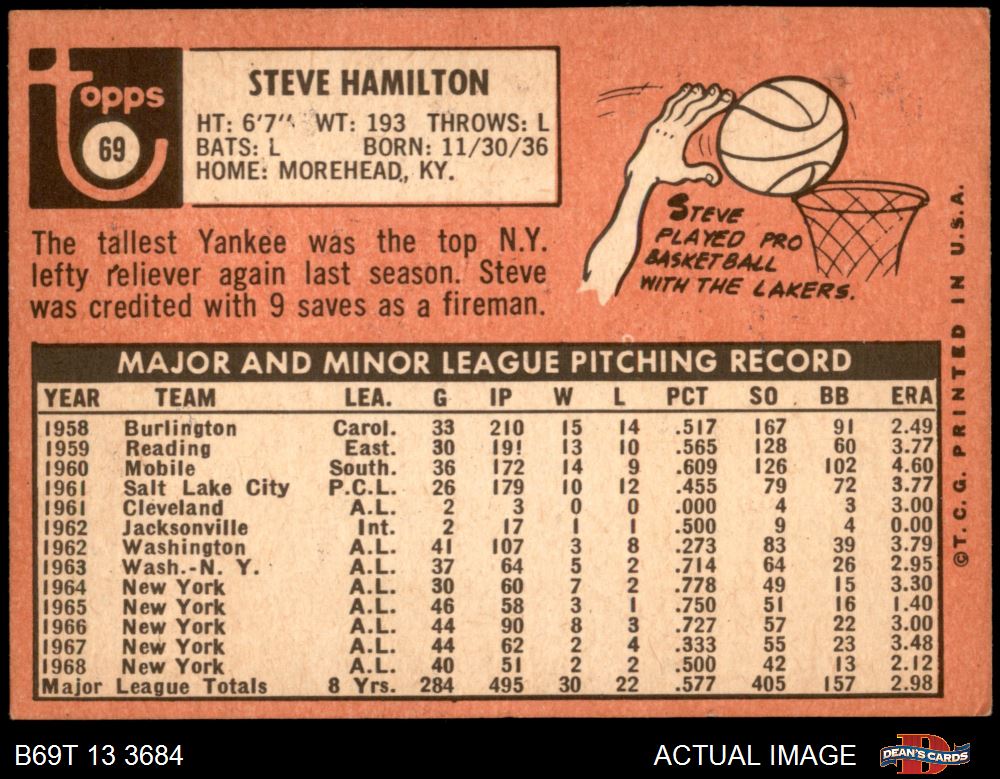 topps
69
STEVE HAMILTON
HT: 6'7" WT: 193 THROWS: L
BATS: L BORN: 11/30/36
HOME: MOREHEAD, KY.
The tallest Yankee was the top N.Y.
lefty reliever again last season. Steve
was credited with 9 saves as a fireman.
STEVE
PLAYED PRO
BASKETBALL
WITH THE LAKERS.
MAJOR AND MINOR LEAGUE PITCHING RECORD
YEAR TEAM LEA. G IP W L PCT SO BB ERA
1958 Burlington Carol. 33 210 15 14 .517 167 91 2.49
1959 Reading East. 30 191 13 10 .565 128 60 3.77
1960 Mobile South. 36 172 14 9 .609 126 102 4.60
1961 Salt Lake City P.C.L. 26 179 10 12 .455 79 72 3.77
1961 Cleveland A.L. 2 3 0 0 .000 4 3 3.00
1962 Jacksonville Int. 2 17 1 1 .500 9 4 0.00
1962 Washington A.L. 41 107 3 8 .273 83 39 3.79
1963 Wash.-N. Y. A.L. 37 64 5 2 .714 64 26 2.95
1964 New York A.L. 30 60 7 2 .778 49 15 3.30
1965 New York A.L. 46 58 3 1 .750 51 16 1.40
1966 New York A.L. 44 90 8 3 .727 57 22 3.00
1967 New York A.L. 44 62 2 4 .333 55 23 3.48
1968 New York A.L. 40 51 2 2 .500 42 13 2.12
Major League Totals 8 Yrs. 284 495 30 22 .577 405 157 2.98
©T.C.G. PRINTED IN U.S.A.
B69T 13 3684
ACTUAL IMAGE
DEAN'S CARDS